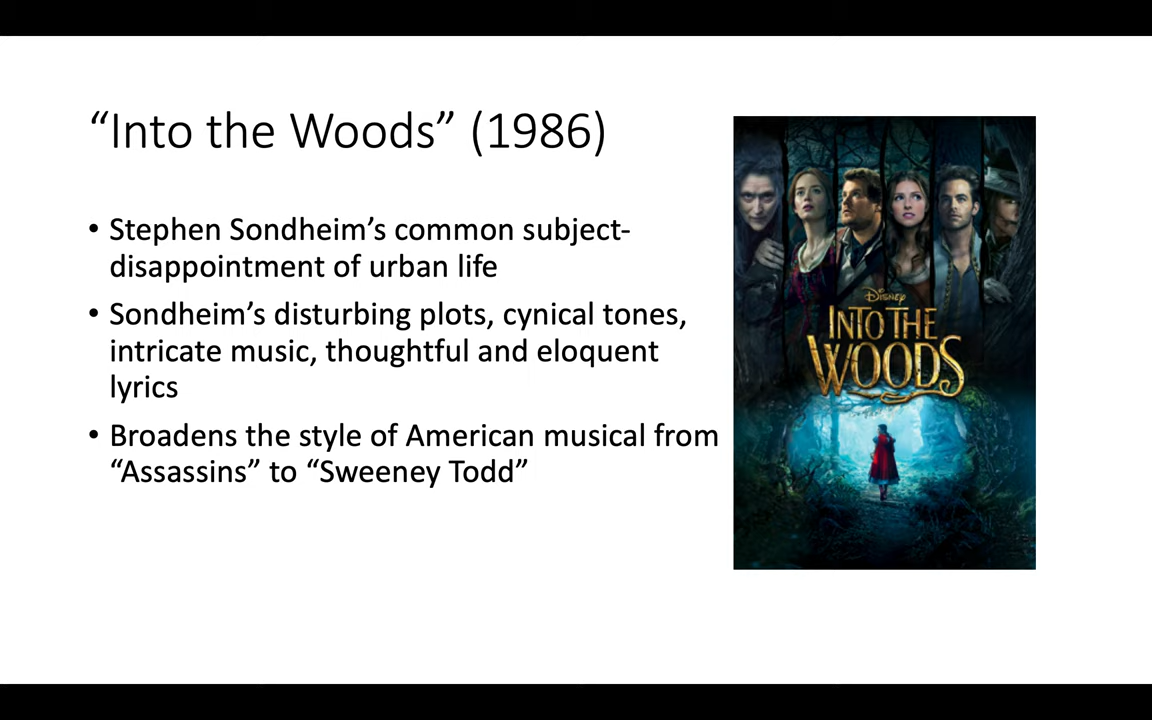 “Into the Woods” (1986)
• Stephen Sondheim’s common subject-
disappointment of urban life
• Sondheim’s disturbing plots, cynical tones,
intricate music, thoughtful and eloquent
lyrics
• Broadens the style of American musical from
“Assassins” to “Sweeney Todd”
Disney
INTO THE
WOODS